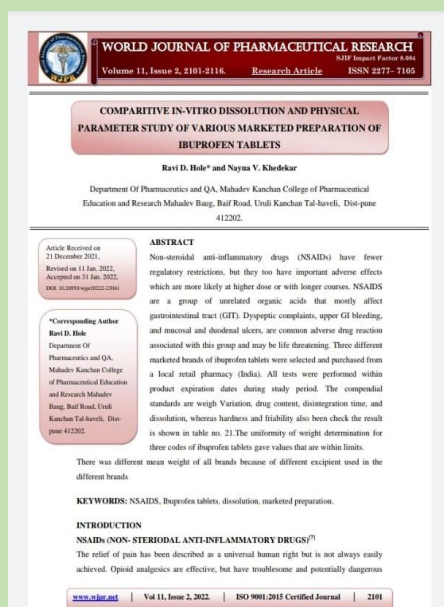 WORLD JOURNAL OF PHARMACEUTICAL RESEARCH
SJIF Impact Factor 8.084
Volume 11, Issue 2, 2101-2116. Research Article ISSN 2277– 7105
COMPARITIVE IN-VITRO DISSOLUTION AND PHYSICAL
PARAMETER STUDY OF VARIOUS MARKETED PREPARATION OF
IBUPROFEN TABLETS
Ravi D. Hole* and Nayna V. Khedekar
Department Of Pharmaceutics and QA, Mahadev Kanchan College of Pharmaceutical
Education and Research Mahadev Baug, Baif Road, Uruli Kanchan Tal-haveli, Dist-pune
412202.
Article Received on
21 December 2021,
Revised on 11 Jan. 2022,
Accepted on 31 Jan. 2022,
DOI:
*Corresponding Author
Ravi D. Hole
Department Of
Pharmaceutics and QA,
Mahadev Kanchan College
of Pharmaceutical Education
and Research Mahadev
Baug, Baif Road, Uruli
Kanchan Tal-haveli, Dist-
pune 412202.
ABSTRACT
Non-steroidal anti-inflammatory drugs (NSAIDs) have fewer
regulatory restrictions, but they too have important adverse effects
which are more likely at higher dose or with longer courses. NSAIDS
are a group of unrelated organic acids that mostly affect
gastrointestinal tract (GIT). Dyspeptic complaints, upper GI bleeding,
and mucosal and duodenal ulcers, are common adverse drug reaction
associated with this group and may be life threatening. Three different
marketed brands of ibuprofen tablets were selected and purchased from
a local retail pharmacy (India). All tests were performed within
product expiration dates during study period. The compendial
standards are weigh Variation, drug content, disintegration time, and
dissolution, whereas hardness and friability also been check the result
is shown in table no. 21.The uniformity of weight determination for
three codes of ibuprofen tablets gave values that are within limits.
There was different mean weight of all brands because of different excipient used in the
different brands
KEYWORDS: NSAIDS, Ibuprofen tablets, dissolution, marketed preparation.
INTRODUCTION
NSAIDs (NON- STERIODAL ANTI-INFLAMMATORY DRUGS)[7]
The relief of pain has been described as a universal human right but is not always easily
achieved. Opioid analgesics are effective, but have troublesome and potentially dangerous
www.wjpr.net | Vol 11, Issue 2, 2022. | ISO 9001:2015 Certified Journal | 2101